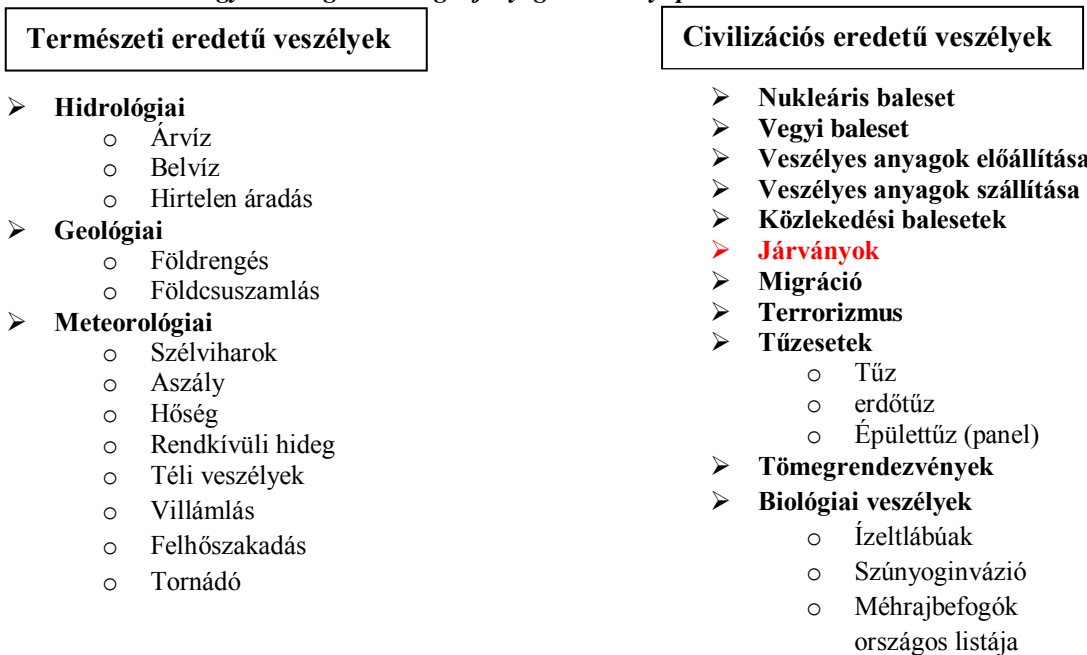 Természeti eredetű veszélyek
➢ Hidrológiai
o Árvíz
o Belvíz
o Hirtelen áradás
➢ Geológiai
o Földrengés
o Földcsuszamlás
➢ Meteorológiai
o Szélviharok
o Aszály
o Hőség
o Rendkívüli hideg
o Téli veszélyek
o Villámlás
o Felhőszakadás
o Tornádó
Civilizációs eredetű veszélyek
➢ Nukleáris baleset
➢ Vegyi baleset
➢ Veszélyes anyagok előállítása
➢ Veszélyes anyagok szállítása
➢ Közlekedési balesetek
➢ Járványok
➢ Migráció
➢ Terrorizmus
➢ Tűzesetek
o Tűz
o erdőtűz
o Épülettűz (panel)
➢ Tömegrendezvények
➢ Biológiai veszélyek
o Ízeltlábúak
o Szúnyoginvázió
o Méhrajbefogók
országos listája